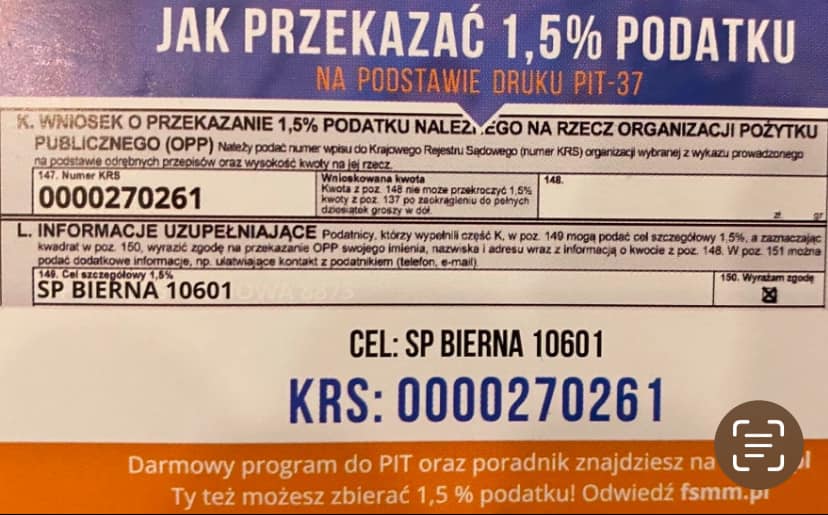 JAK PRZEKAZAĆ 1,5% PODATKU
NA PODSTAWIE DRUKU PIT-37
K. WNIOSEK O PRZEKAZANIE 1,5% PODATKU NA RZECZ ORGANIZACJI POŻYTKU
PUBLICZNEGO (OPP) Należy podać numer wpisu do Krajowego Rejestru Sądowego (numer KRS) organizacji wybranej z wykazu prowadzonego
na podstawie odrębnych przepisów oraz wysokość kwoty na jej rzecz.
147. Numer KRS
0000270261
Wnioskowana kwota
Kwota z poz. 148 nie może przekroczyć 1,5%
kwoty z poz. 137 po zaokrągleniu do pełnych
dziesiątek groszy w dół.
148.
zł gr
L. INFORMACJE UZUPEŁNIAJĄCE Podatnicy, którzy wypełnili część K, w poz. 149 mogą podać cel szczegółowy 1,5%, a zaznaczając
kwadrat w poz. 150, wyrazić zgodę na przekazanie OPP swojego imienia, nazwiska i adresu wraz z informacją o kwocie z poz. 148. W poz. 151 można
podać dodatkowe informacje, np. ułatwiające kontakt z podatnikiem (telefon, e-mail).
149. Cel szczegółowy 1,5%
SP BIERNA 10601
150. Wyrażam zgodę
CEL: SP BIERNA 10601
KRS: 0000270261
Darmowy program do PIT oraz poradnik znajdziesz na
Ty też możesz zbierać 1,5 % podatku! Odwiedź fsmm.pl